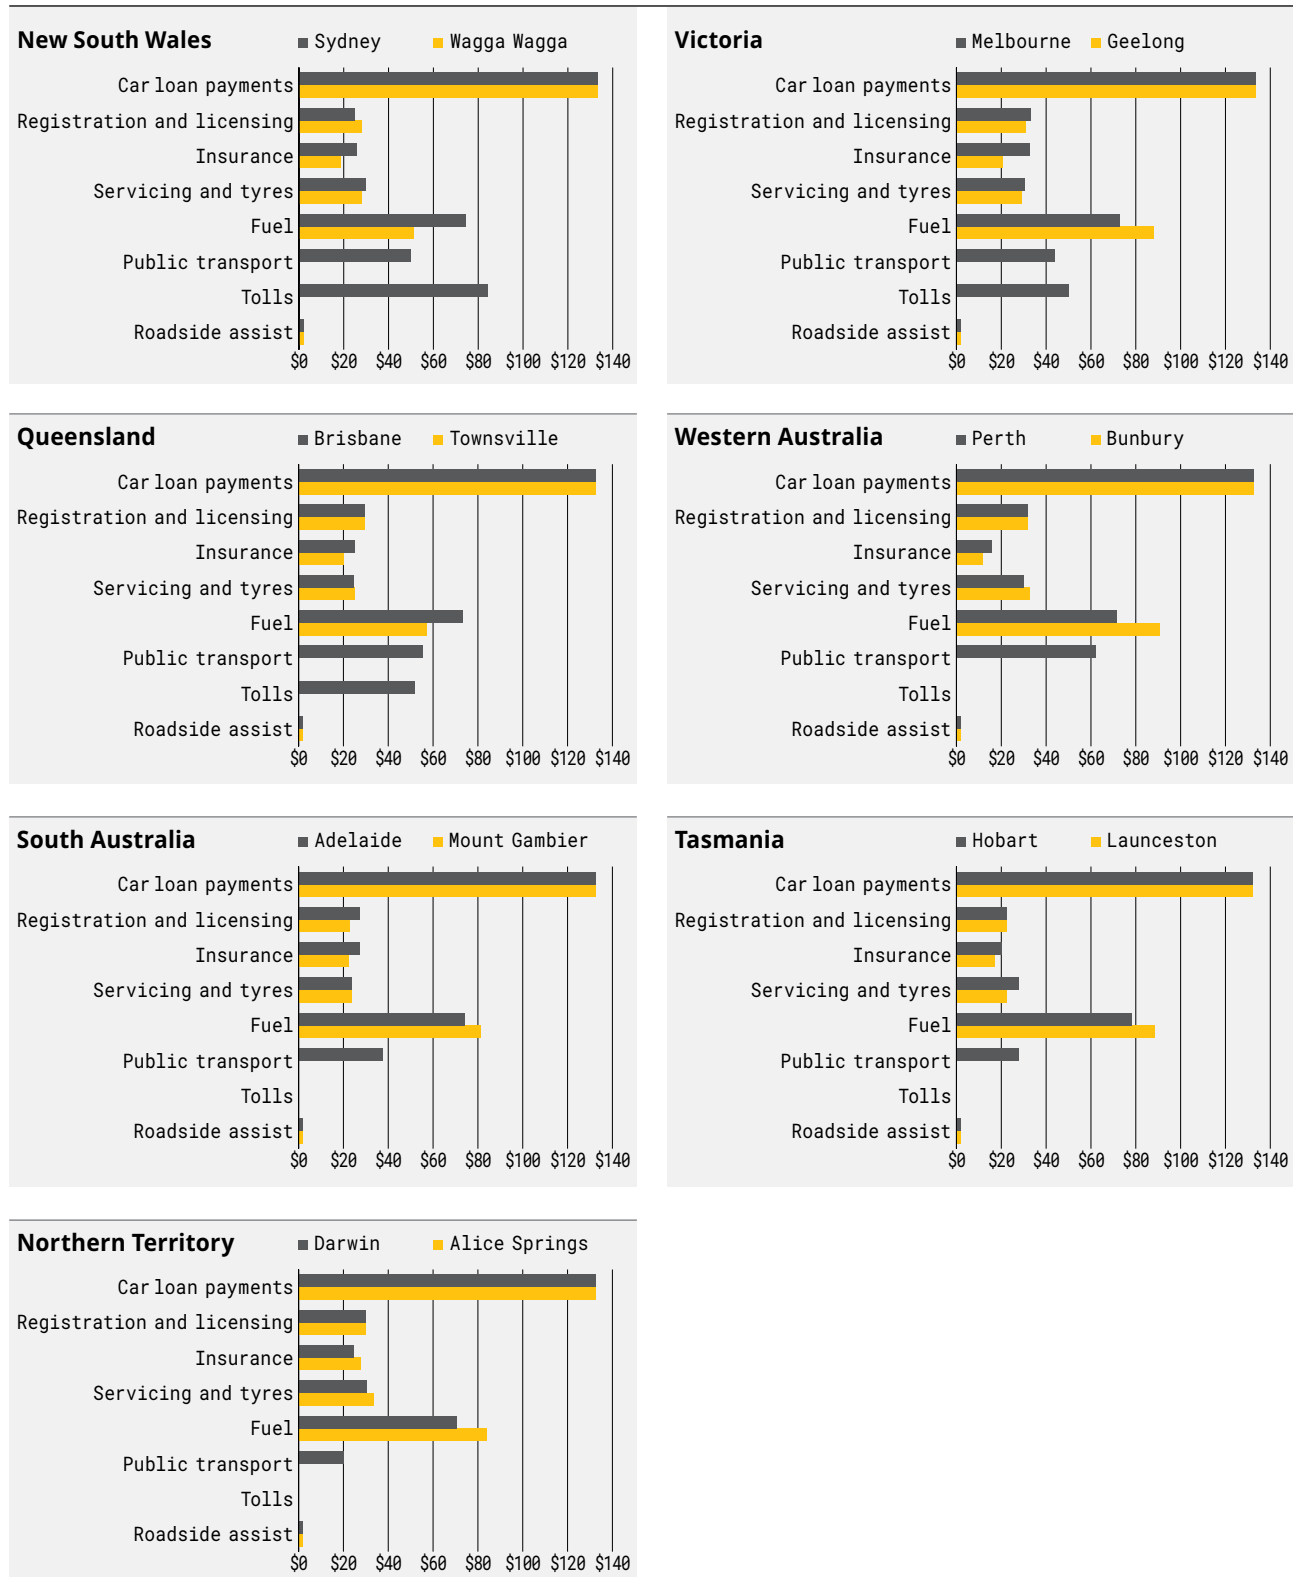 New South Wales
Sydney Wagga Wagga
Car loan payments
Registration and licensing
Insurance
Servicing and tyres
Fuel
Public transport
Tolls
Roadside assist
$0 $20 $40 $60 $80 $100 $120 $140
Victoria
Melbourne Geelong
Car loan payments
Registration and licensing
Insurance
Servicing and tyres
Fuel
Public transport
Tolls
Roadside assist
$0 $20 $40 $60 $80 $100 $120 $140
Queensland
Brisbane Townsville
Car loan payments
Registration and licensing
Insurance
Servicing and tyres
Fuel
Public transport
Tolls
Roadside assist
$0 $20 $40 $60 $80 $100 $120 $140
Western Australia
Perth Bunbury
Car loan payments
Registration and licensing
Insurance
Servicing and tyres
Fuel
Public transport
Tolls
Roadside assist
$0 $20 $40 $60 $80 $100 $120 $140
South Australia
Adelaide Mount Gambier
Car loan payments
Registration and licensing
Insurance
Servicing and tyres
Fuel
Public transport
Tolls
Roadside assist
$0 $20 $40 $60 $80 $100 $120 $140
Tasmania
Hobart Launceston
Car loan payments
Registration and licensing
Insurance
Servicing and tyres
Fuel
Public transport
Tolls
Roadside assist
$0 $20 $40 $60 $80 $100 $120 $140
Northern Territory
Darwin Alice Springs
Car loan payments
Registration and licensing
Insurance
Servicing and tyres
Fuel
Public transport
Tolls
Roadside assist
$0 $20 $40 $60 $80 $100 $120 $140